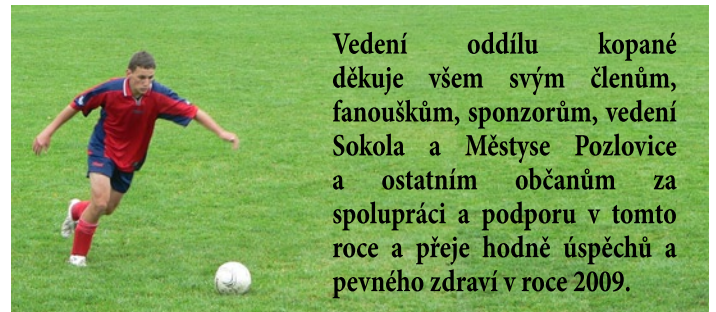 Vedení oddílu kopané
děkuje všem svým členům,
fanouškům, sponzorům, vedení
Sokola a Městyse Pozlovice
a ostatním občanům za
spolupráci a podporu v tomto
roce a přeje hodně úspěchů a
pevného zdraví v roce 2009.